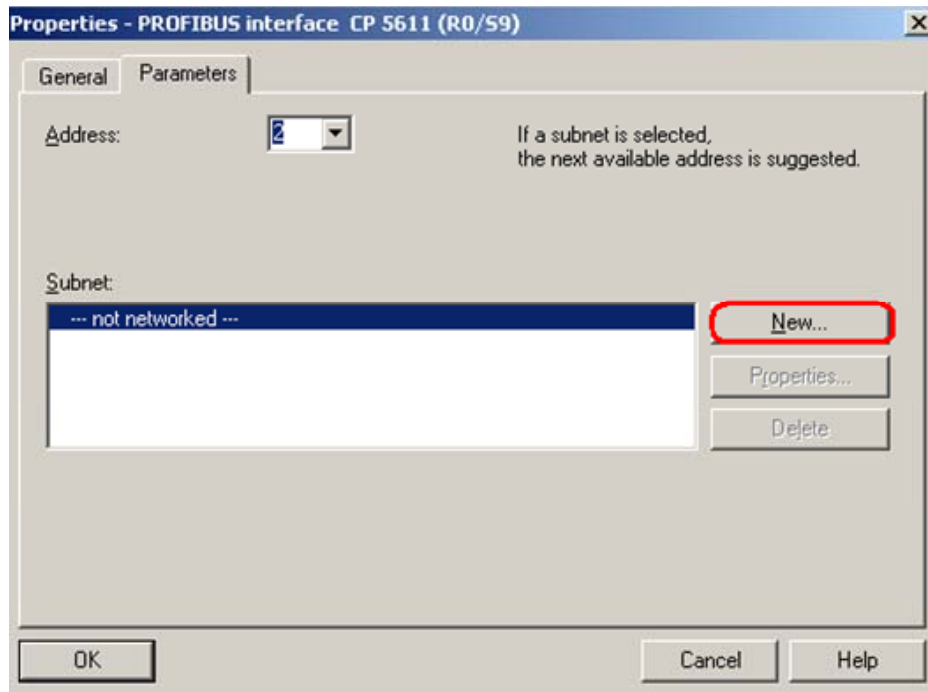 Properties - PROFIBUS interface CP 5611 (R0/S9)
General
Parameters
Address:
2
If a subnet is selected,
the next available address is suggested.
Subnet:
--- not networked ---
New...
Properties...
Delete
OK
Cancel
Help